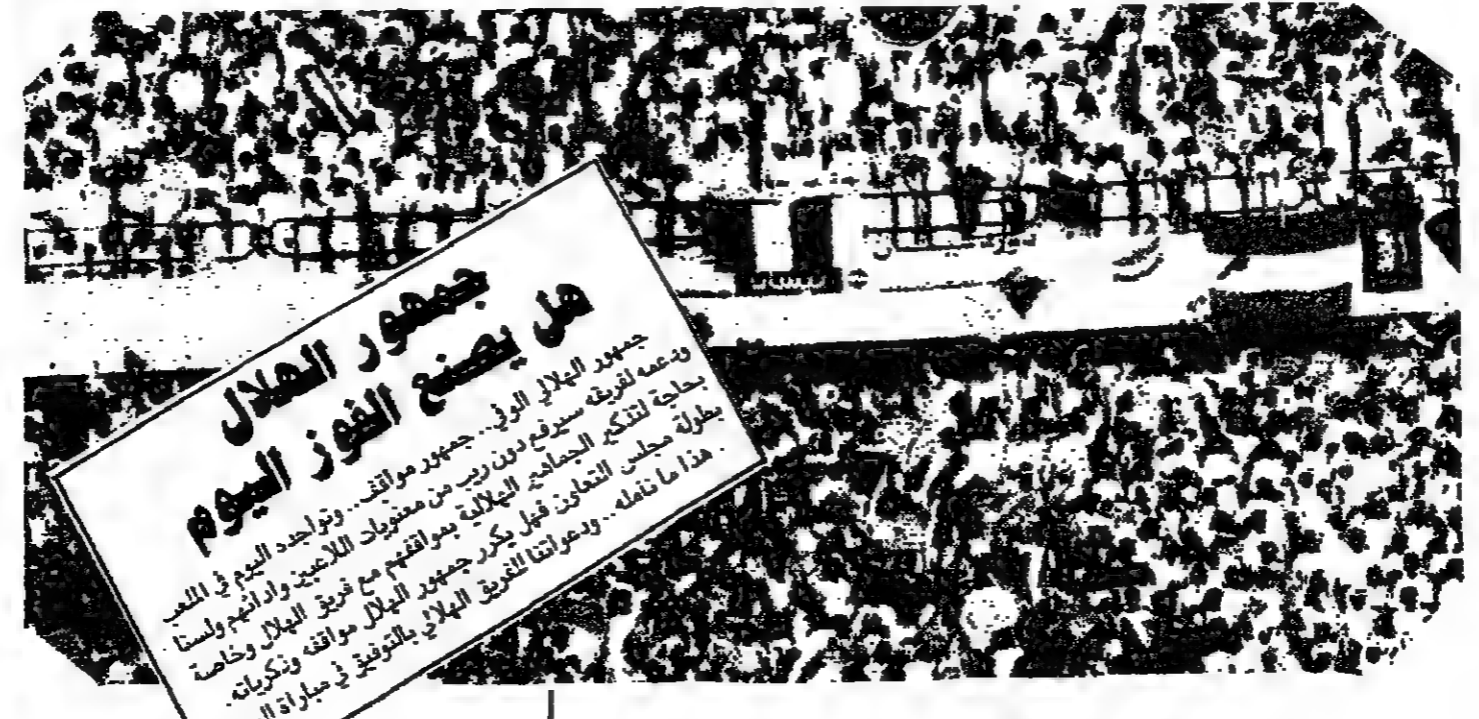 جمهور الهلال
هل يصنع الفوز اليوم
جمهور الهلالي الوفي.. جمهور مواقف... وتواجده اليوم في الملعب
ودعمه لفريقه سيرفع دون ريب من معنويات اللاعبين وادائهم ولسنا
بحاجة لتذكير الجماهير الهلالية بمواقفهم مع فريق الهلال وخاصة
بطولة مجلس التعاون فهل يكرر جمهور الهلال مواقفه وذكرياته.
هذا ما نأمله.. ودعواتنا للفريق الهلالي بالتوفيق في مباراة